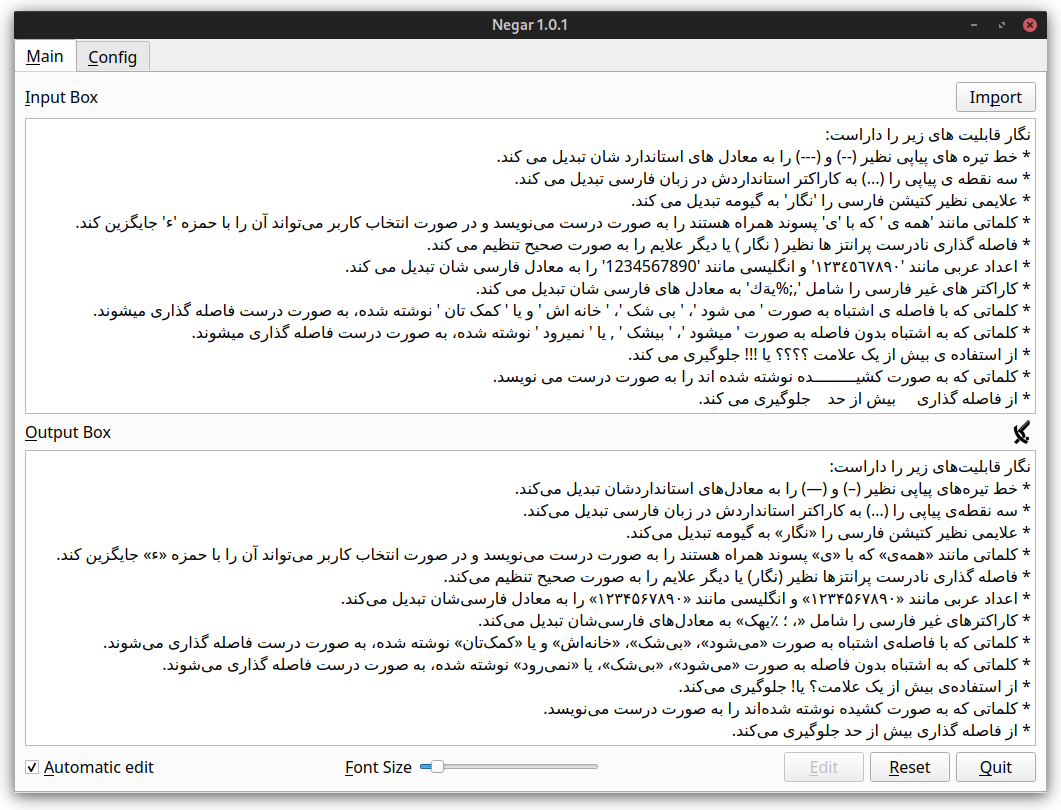 Negar 1.0.1
Main
Config
Input Box
Import
نگار قابلیت های زیر را داراست:
* خط تیره های پیاپی نظیر (--) و (---) را به معادل های استاندارد شان تبدیل می کند.
* سه نقطه ی پیاپی را (...) به کاراکتر استانداردش در زبان فارسی تبدیل می کند.
* علایمی نظیر کتیشن فارسی را 'نگار' به گیومه تبدیل می کند.
* کلماتی مانند 'همه ی ' که با 'ی' پسوند همراه هستند را به صورت درست می‌نویسد و در صورت انتخاب کاربر می‌تواند آن را با حمزه 'ء' جایگزین کند.
* فاصله گذاری نادرست پرانتز ها نظیر ( نگار ) یا دیگر علایم را به صورت صحیح تنظیم می کند.
* اعداد عربی مانند '١٢٣٤٥٦٧٨٩٠' و انگلیسی مانند '1234567890' را به معادل فارسی شان تبدیل می کند.
* کاراکتر های غیر فارسی را شامل ',;%يةك' به معادل های فارسی شان تبدیل می کند.
* کلماتی که با فاصله ی اشتباه به صورت ' می شود '، ' بی شک '، ' خانه اش ' و یا ' کمک تان ' نوشته شده، به صورت درست فاصله گذاری میشوند.
* کلماتی که به اشتباه بدون فاصله به صورت ' میشود '، ' بیشک ' , یا ' نمیرود ' نوشته شده، به صورت درست فاصله گذاری میشوند.
* از استفاده ی بیش از یک علامت ؟؟؟؟ یا !!! جلوگیری می کند.
* کلماتی که به صورت کشیـــــــــده نوشته شده اند را به صورت درست می نویسد.
* از فاصله گذاری     بیش از حد    جلوگیری می کند.
Output Box
نگار قابلیت‌های زیر را داراست:
* خط تیره‌های پیاپی نظیر (–) و (—) را به معادل‌های استانداردشان تبدیل می‌کند.
* سه نقطه‌ی پیاپی را (…) به کاراکتر استانداردش در زبان فارسی تبدیل می‌کند.
* علایمی نظیر کتیشن فارسی را «نگار» به گیومه تبدیل می‌کند.
* کلماتی مانند «همه‌ی» که با «ی» پسوند همراه هستند را به صورت درست می‌نویسد و در صورت انتخاب کاربر می‌تواند آن را با حمزه «ء» جایگزین کند.
* فاصله گذاری نادرست پرانتزها نظیر (نگار) یا دیگر علایم را به صورت صحیح تنظیم می‌کند.
* اعداد عربی مانند «۱۲۳۴۵۶۷۸۹۰» و انگلیسی مانند «۱۲۳۴۵۶۷۸۹۰» را به معادل فارسی‌شان تبدیل می‌کند.
* کاراکترهای غیر فارسی را شامل «، ؛ ٪یهک» به معادل‌های فارسی‌شان تبدیل می‌کند.
* کلماتی که با فاصله‌ی اشتباه به صورت «می‌شود»، «بی‌شک»، «خانه‌اش» و یا «کمک‌تان» نوشته شده، به صورت درست فاصله گذاری می‌شوند.
* کلماتی که به اشتباه بدون فاصله به صورت «می‌شود»، «بی‌شک»، یا «نمی‌رود» نوشته شده، به صورت درست فاصله گذاری می‌شوند.
* از استفاده‌ی بیش از یک علامت؟ یا! جلوگیری می‌کند.
* کلماتی که به صورت کشیده نوشته شده‌اند را به صورت درست می‌نویسد.
* از فاصله گذاری بیش از حد جلوگیری می‌کند.
Automatic edit
Font Size
Edit
Reset
Quit